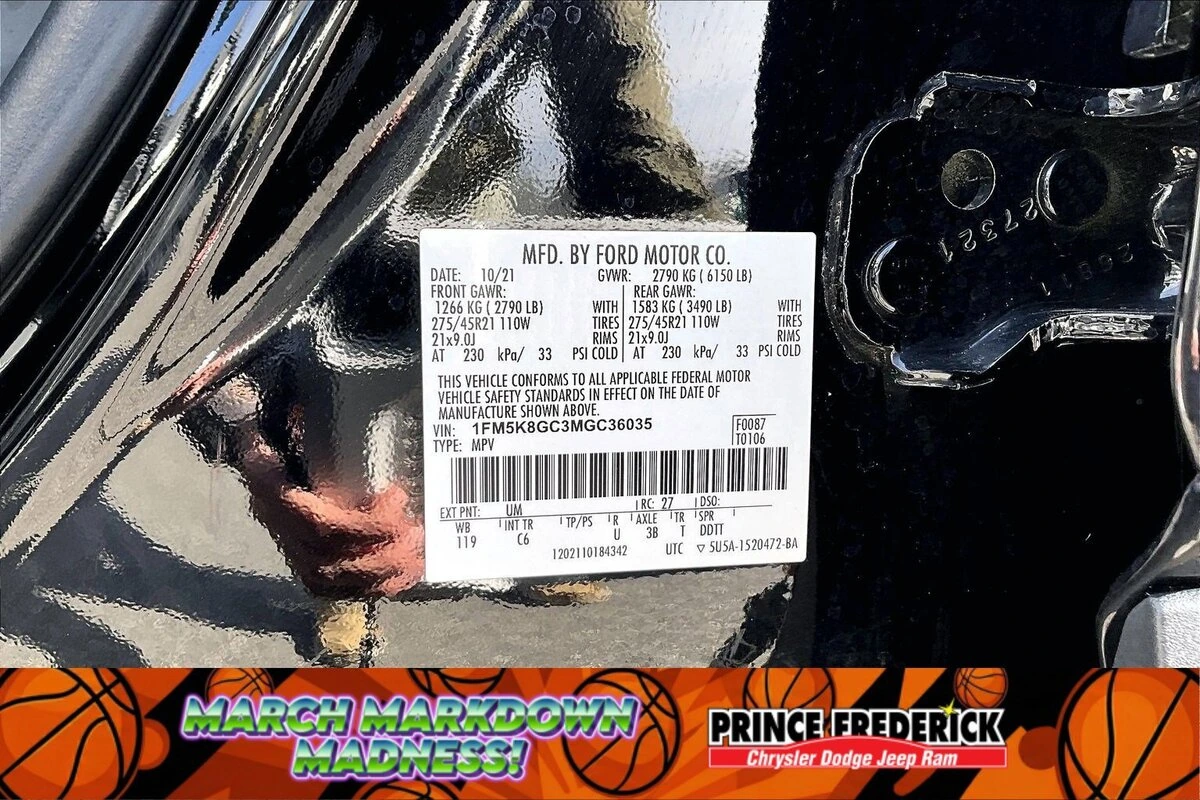 MFD. BY FORD MOTOR CO.
DATE: 10/21 GVWR: 2790 KG ( 6150 LB)
FRONT GAWR: REAR GAWR:
1266 KG ( 2790 LB) WITH 1583 KG ( 3490 LB) WITH
275/45R21 110W TIRES 275/45R21 110W TIRES
21x9.0J RIMS 21x9.0J RIMS
AT 230 kPa/ 33 PSI COLD AT 230 kPa/ 33 PSI COLD
THIS VEHICLE CONFORMS TO ALL APPLICABLE FEDERAL MOTOR
VEHICLE SAFETY STANDARDS IN EFFECT ON THE DATE OF
MANUFACTURE SHOWN ABOVE.
VIN: 1FM5K8GC3MGC36035 F0087
TYPE: MPV T0106
EXT PNT: UM RC: 27 DSO:
WB INT TR TP/PS R AXLE TR SPR
119 C6 U 3B T DDTT
1202110184342 UTC ▽ 5U5A-1520472-BA
27321
MARCH MARKDOWN
MADNESS!
PRINCE FREDERICK
Chrysler Dodge Jeep Ram